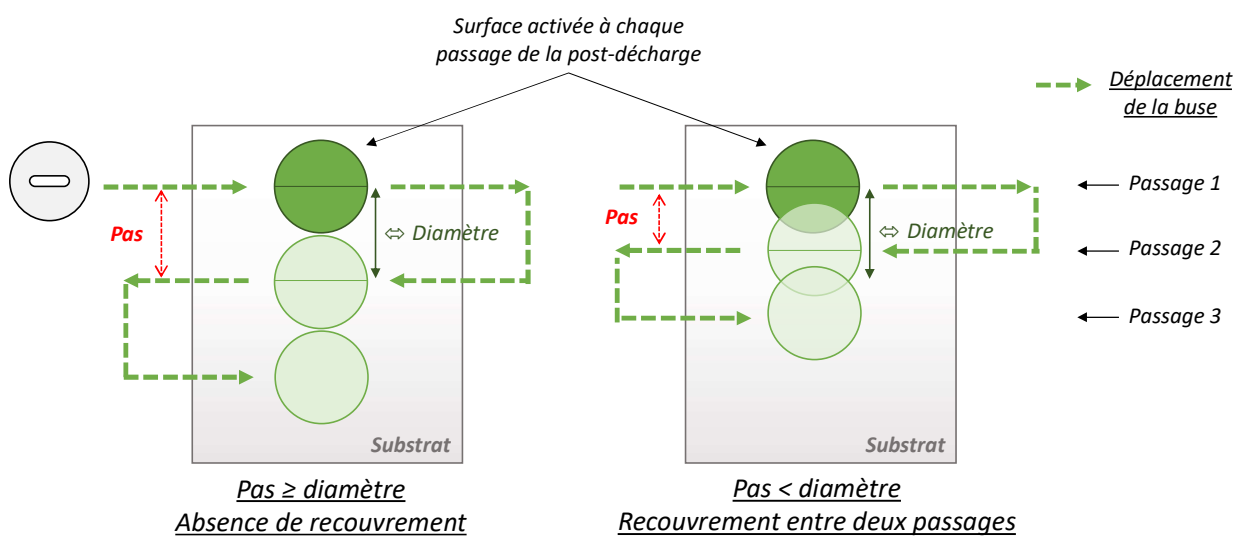 Surface activée à chaque
passage de la post-décharge
Déplacement
de la buse
Pas
⇔ Diamètre
Substrat
Pas
⇔ Diamètre
Substrat
Passage 1
Passage 2
Passage 3
Pas ≥ diamètre
Absence de recouvrement
Pas < diamètre
Recouvrement entre deux passages